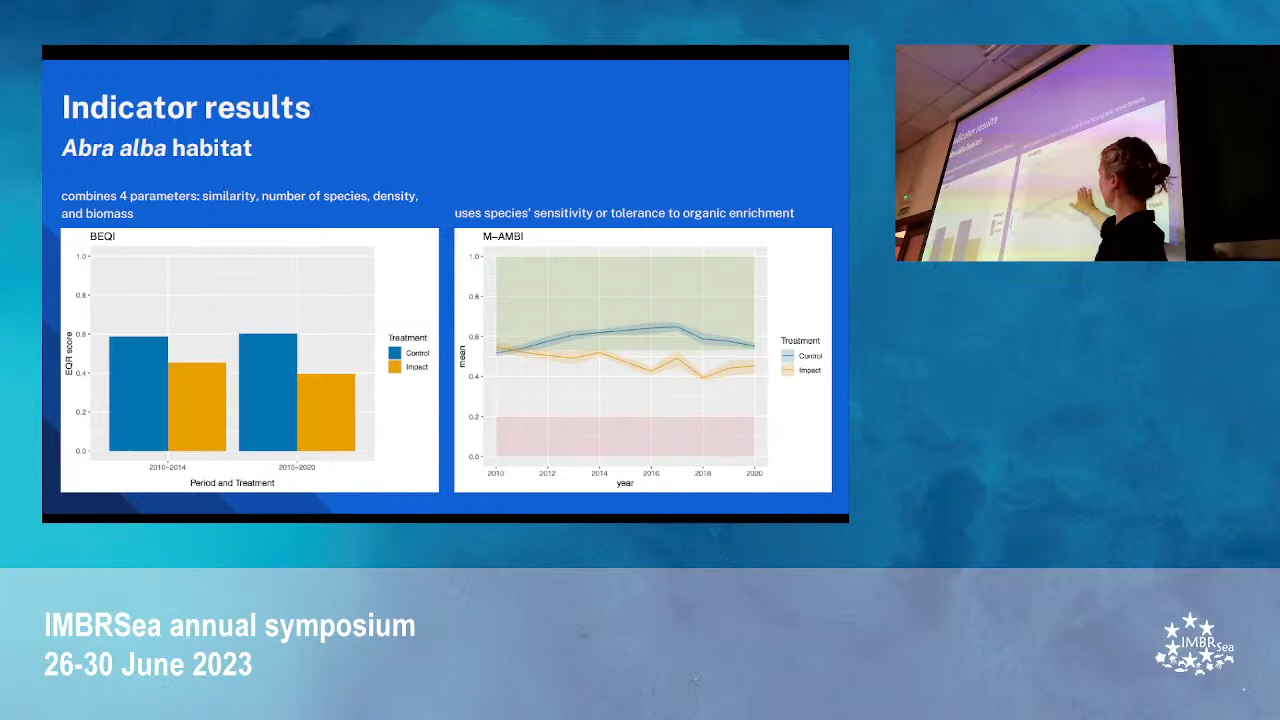 Indicator results
Abra alba habitat
combines 4 parameters: similarity, number of species, density,
and biomass
uses species' sensitivity or tolerance to organic enrichment
BEQI
1.0
0.8
0.6
0.4
0.2
0.0
EQR score
2010–2014
2015–2020
Period and Treatment
Treatment
Control
Impact
M−AMBI
1.0
0.8
0.6
0.4
0.2
0.0
mean
2010
2012
2014
2016
2018
2020
year
Treatment
Control
Impact
Indicator results
IMBRSea annual symposium
26-30 June 2023
IMBRSea